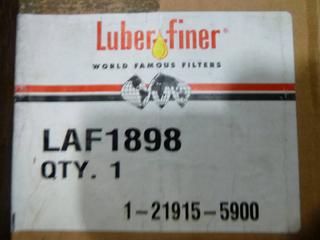 Luber-finer®
WORLD FAMOUS FILTERS
LAF1898
QTY. 1
1-21915-5900